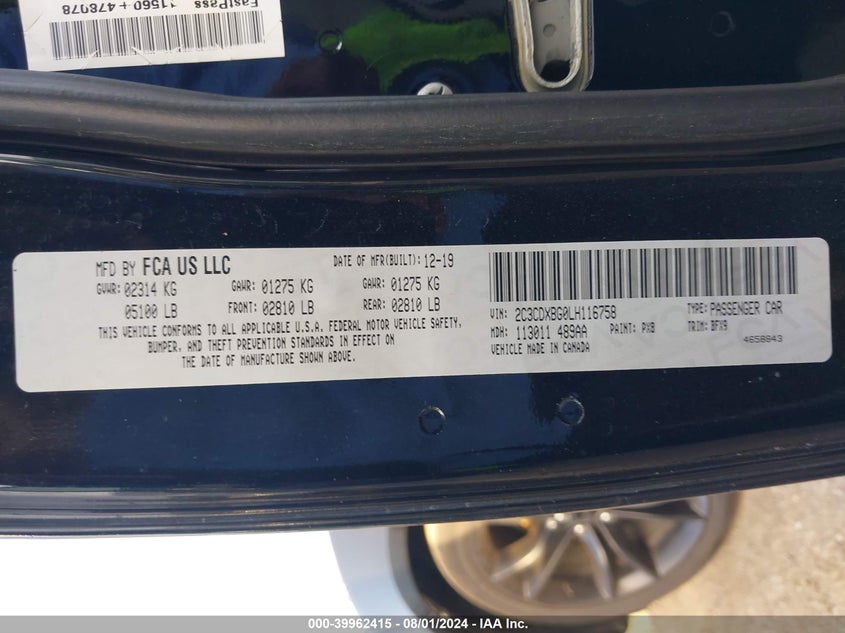 EastPass 11560+478078
MFD BY FCA US LLC
DATE OF MFR(BUILT): 12-19
GVWR: 02314 KG GAWR: 01275 KG GAWR: 01275 KG
05100 LB FRONT: 02810 LB REAR: 02810 LB
THIS VEHICLE CONFORMS TO ALL APPLICABLE U.S.A. FEDERAL MOTOR VEHICLE SAFETY,
BUMPER, AND THEFT PREVENTION STANDARDS IN EFFECT ON
THE DATE OF MANUFACTURE SHOWN ABOVE.
VIN: 2C3CDXBG0LH116758 TYPE: PASSENGER CAR
MDH: 113011 489AA PAINT: PX8 TRIM: BFX9
VEHICLE MADE IN CANADA 4658843
000-39962415 - 08/01/2024 - IAA Inc.